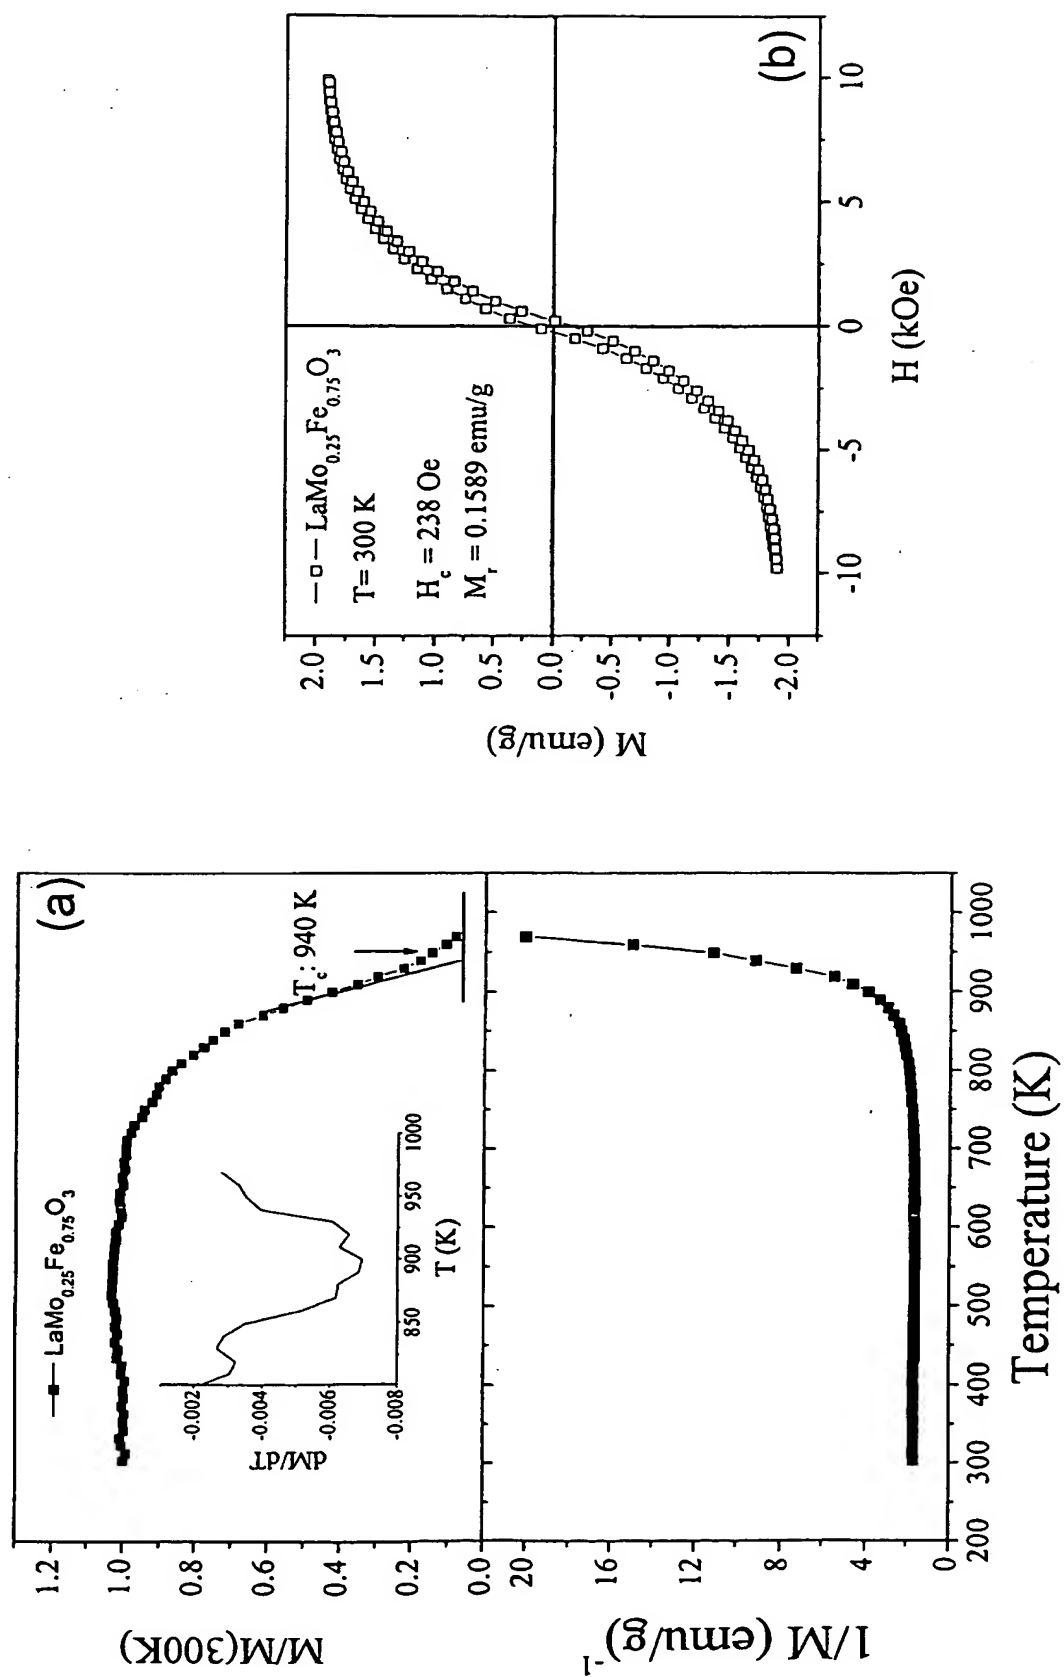 (a)
—■— LaMo0.25Fe0.75O3
Tc: 940 K
M/M(300K)
1.2
1.0
0.8
0.6
0.4
0.2
0.0
dM/dT
-0.002
-0.004
-0.006
-0.008
850
900
950
1000
T (K)
1/M (emu/g)-1
20
16
12
8
4
0
200
300
400
500
600
700
800
900
1000
Temperature (K)
(b)
—□— LaMo0.25Fe0.75O3
T= 300 K
Hc = 238 Oe
Mr = 0.1589 emu/g
M (emu/g)
2.0
1.5
1.0
0.5
0.0
-0.5
-1.0
-1.5
-2.0
-10
-5
0
5
10
H (kOe)